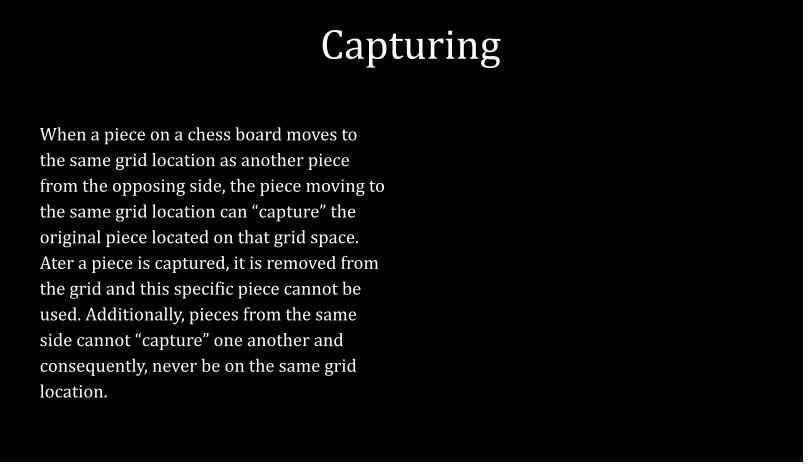 Capturing
When a piece on a chess board moves to
the same grid location as another piece
from the opposing side, the piece moving to
the same grid location can “capture” the
original piece located on that grid space.
Ater a piece is captured, it is removed from
the grid and this specific piece cannot be
used. Additionally, pieces from the same
side cannot “capture” one another and
consequently, never be on the same grid
location.